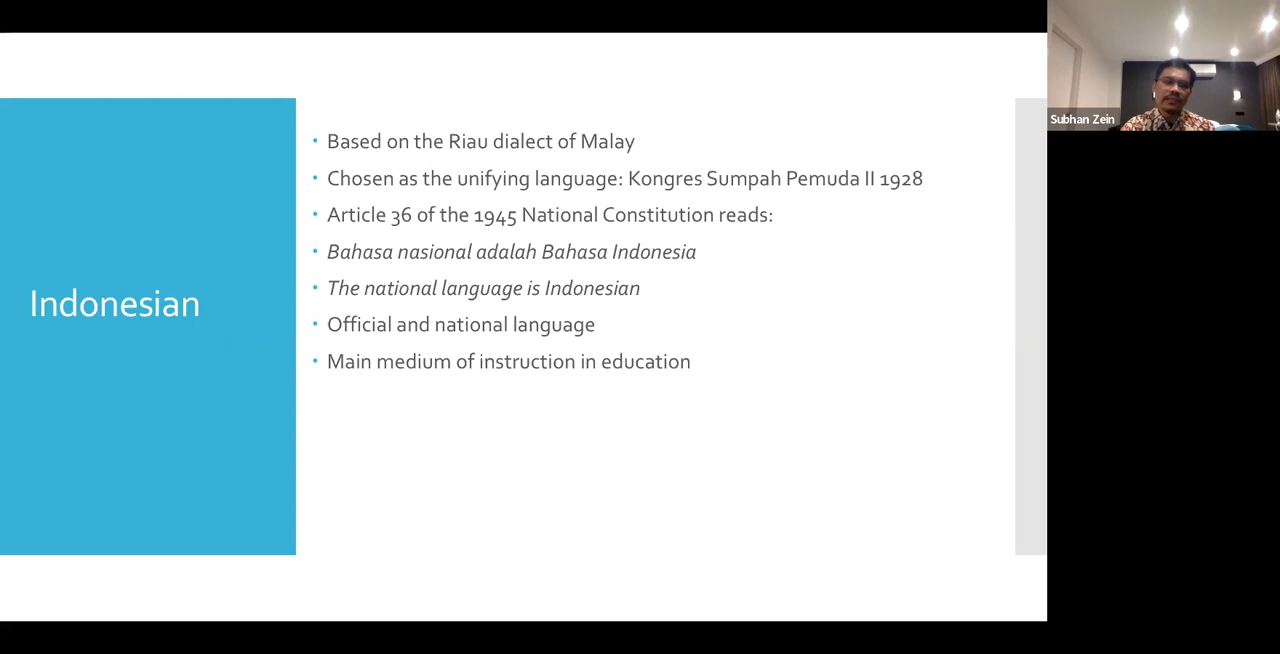 Indonesian
Based on the Riau dialect of Malay
Chosen as the unifying language: Kongres Sumpah Pemuda II 1928
Article 36 of the 1945 National Constitution reads:
Bahasa nasional adalah Bahasa Indonesia
The national language is Indonesian
Official and national language
Main medium of instruction in education
Subhan Zein